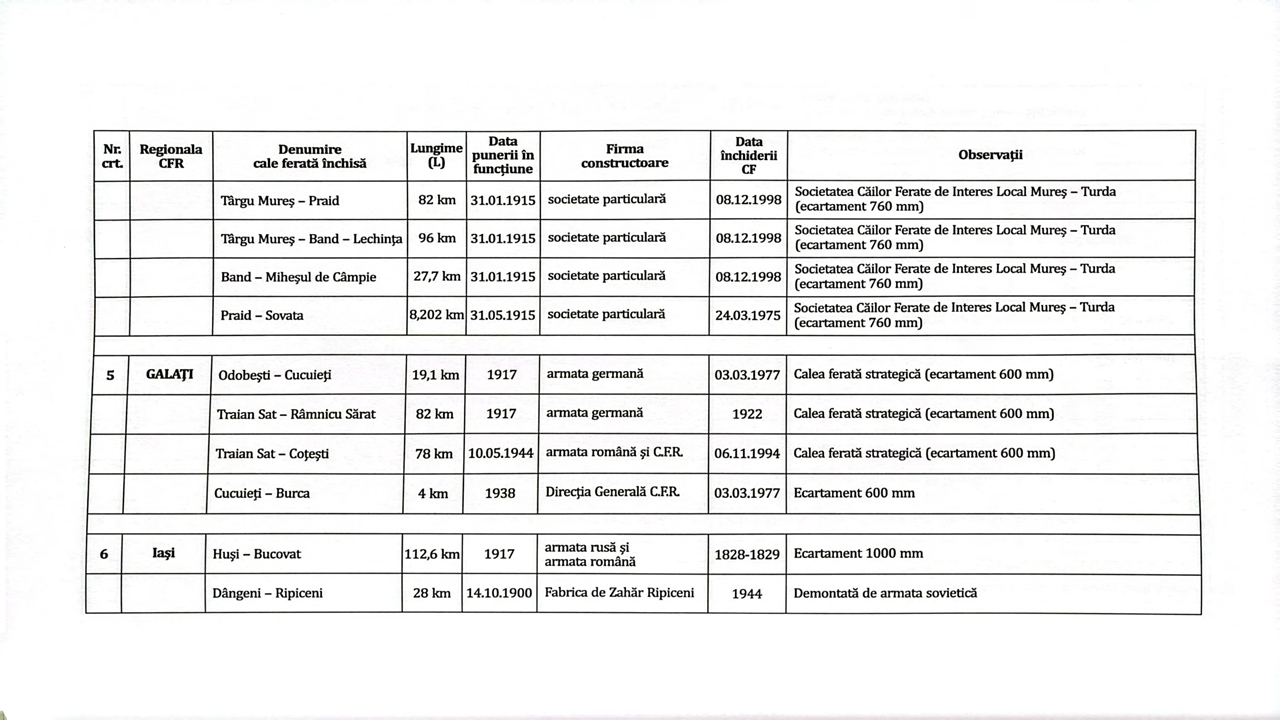 Nr. crt. Regionala CFR Denumire cale ferată închisă Lungime (L) Data punerii în funcțiune Firma constructoare Data închiderii CF Observații
Târgu Mureș – Praid 82 km 31.01.1915 societate particulară 08.12.1998 Societatea Căilor Ferate de Interes Local Mureș – Turda (ecartament 760 mm)
Târgu Mureș – Band – Lechința 96 km 31.01.1915 societate particulară 08.12.1998 Societatea Căilor Ferate de Interes Local Mureș – Turda (ecartament 760 mm)
Band – Miheșul de Câmpie 27,7 km 31.01.1915 societate particulară 08.12.1998 Societatea Căilor Ferate de Interes Local Mureș – Turda (ecartament 760 mm)
Praid – Sovata 8,202 km 31.05.1915 societate particulară 24.03.1975 Societatea Căilor Ferate de Interes Local Mureș – Turda (ecartament 760 mm)
5 GALAȚI Odobești – Cucuieți 19,1 km 1917 armata germană 03.03.1977 Calea ferată strategică (ecartament 600 mm)
Traian Sat – Râmnicu Sărat 82 km 1917 armata germană 1922 Calea ferată strategică (ecartament 600 mm)
Traian Sat – Cotești 78 km 10.05.1944 armata română și C.F.R. 06.11.1994 Calea ferată strategică (ecartament 600 mm)
Cucuieți – Burca 4 km 1938 Direcția Generală C.F.R. 03.03.1977 Ecartament 600 mm
6 Iași Huși – Bucovat 112,6 km 1917 armata rusă și armata română 1828-1829 Ecartament 1000 mm
Dângeni – Ripiceni 28 km 14.10.1900 Fabrica de Zahăr Ripiceni 1944 Demontată de armata sovietică